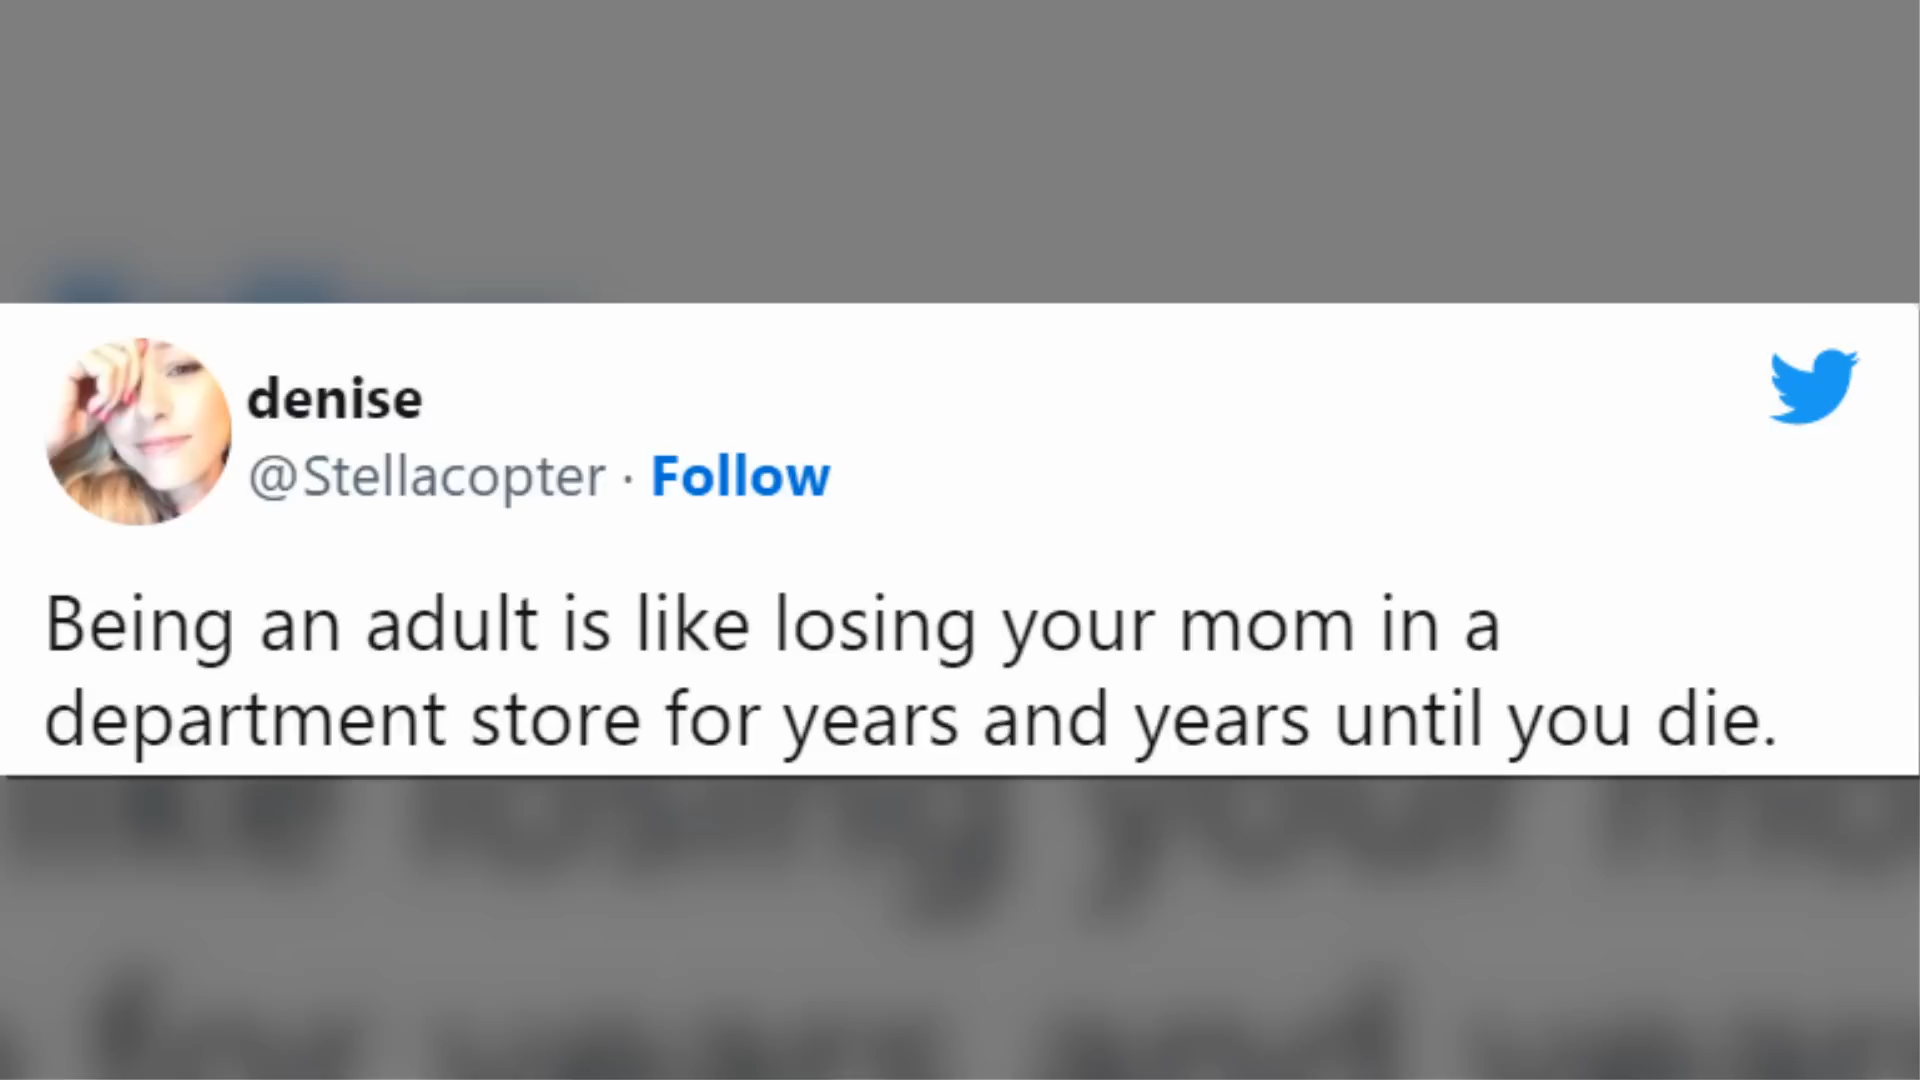 denise
@Stellacopter · Follow
Being an adult is like losing your mom in a
department store for years and years until you die.